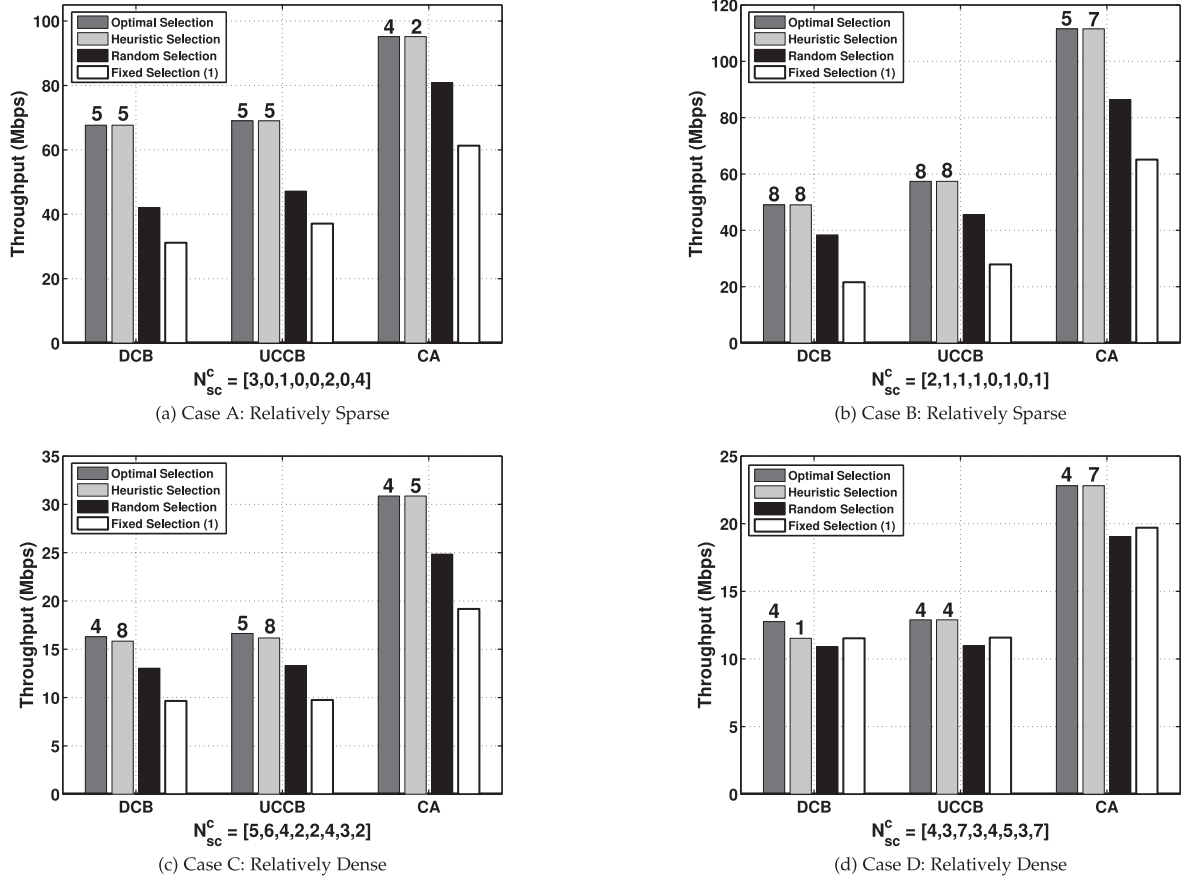 Optimal Selection
Heuristic Selection
Random Selection
Fixed Selection (1)
Throughput (Mbps)
100
80
60
40
20
0
5 5
5 5
4 2
DCB UCCB CA
N_sc^c = [3,0,1,0,0,2,0,4]
(a) Case A: Relatively Sparse
Optimal Selection
Heuristic Selection
Random Selection
Fixed Selection (1)
Throughput (Mbps)
120
100
80
60
40
20
0
8 8
8 8
5 7
DCB UCCB CA
N_sc^c = [2,1,1,1,0,1,0,1]
(b) Case B: Relatively Sparse
Optimal Selection
Heuristic Selection
Random Selection
Fixed Selection (1)
Throughput (Mbps)
35
30
25
20
15
10
5
0
4 8
5 8
4 5
DCB UCCB CA
N_sc^c = [5,6,4,2,2,4,3,2]
(c) Case C: Relatively Dense
Optimal Selection
Heuristic Selection
Random Selection
Fixed Selection (1)
Throughput (Mbps)
25
20
15
10
5
0
4 1
4 4
4 7
DCB UCCB CA
N_sc^c = [4,3,7,3,4,5,3,7]
(d) Case D: Relatively Dense